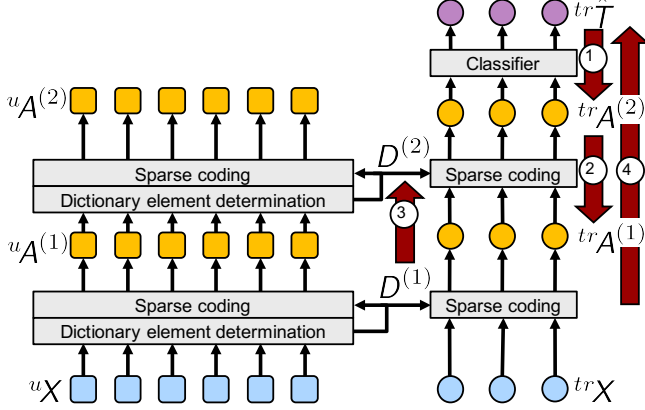 trT̂
1
Classifier
uA(2)
trA(2)
D(2)
Sparse coding
Sparse coding
2
4
Dictionary element determination
3
uA(1)
trA(1)
D(1)
Sparse coding
Sparse coding
Dictionary element determination
uX
trX